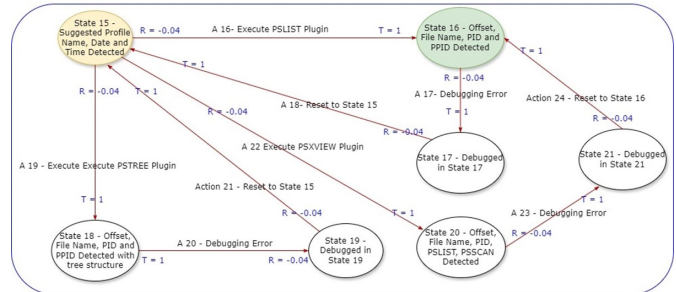 State 15 -
Suggested Profile
Name, Date and
Time Detected
R = -0.04
A 16- Execute PSLIST Plugin
T = 1
State 16 - Offset,
File Name, PID and
PPID Detected
T = 1
R = -0.04
A 17- Debugging Error
T = 1
T = 1
A 18- Reset to State 15
R = -0.04
State 17 - Debugged
in State 17
Action 24 - Reset to State 16
R = -0.04
State 21 - Debugged
in State 21
R = -0.04
T = 1
R = -0.04
A 22 Execute PSXVIEW Plugin
T = 1
A 19 - Execute Execute PSTREE Plugin
T = 1
Action 21 - Reset to State 15
R = -0.04
State 18 - Offset,
File Name, PID and
PPID Detected with
tree structure
A 20 - Debugging Error
T = 1
R = -0.04
State 19 -
Debugged in
State 19
State 20 - Offset,
File Name, PID,
PSLIST, PSSCAN
Detected
T = 1
A 23 - Debugging Error
R = -0.04